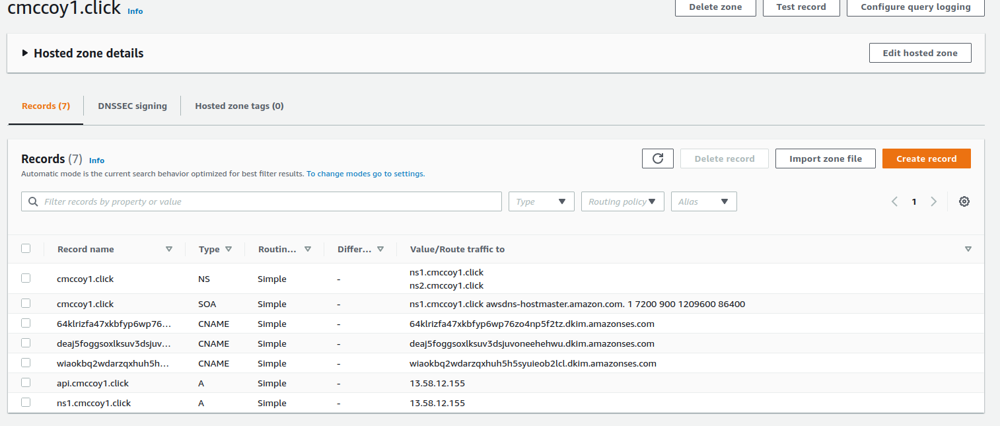 cmccoy1.click Info
Delete zone Test record Configure query logging
Hosted zone details Edit hosted zone
Records (7) DNSSEC signing Hosted zone tags (0)
Records (7) Info Delete record Import zone file Create record
Automatic mode is the current search behavior optimized for best filter results. To change modes go to settings.
Filter records by property or value Type Routing policy Alias 1
Record name Type Routin... Differ... Value/Route traffic to
cmccoy1.click NS Simple - ns1.cmccoy1.click
ns2.cmccoy1.click
cmccoy1.click SOA Simple - ns1.cmccoy1.click awsdns-hostmaster.amazon.com. 1 7200 900 1209600 86400
64klrizfa47xkbfyp6wp76... CNAME Simple - 64klrizfa47xkbfyp6wp76zo4np5f2tz.dkim.amazonses.com
deaj5foggsoxlksuv3dsjuv... CNAME Simple - deaj5foggsoxlksuv3dsjuvoneehehwu.dkim.amazonses.com
wiaokbq2wdarzqxhuh5h... CNAME Simple - wiaokbq2wdarzqxhuh5h5syuieob2lcl.dkim.amazonses.com
api.cmccoy1.click A Simple - 13.58.12.155
ns1.cmccoy1.click A Simple - 13.58.12.155